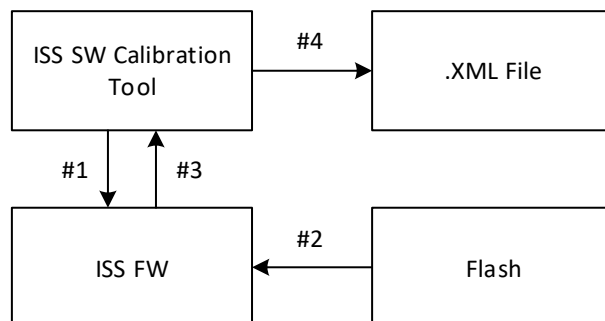 ISS SW Calibration
Tool
#4
.XML File
#1
#3
ISS FW
#2
Flash